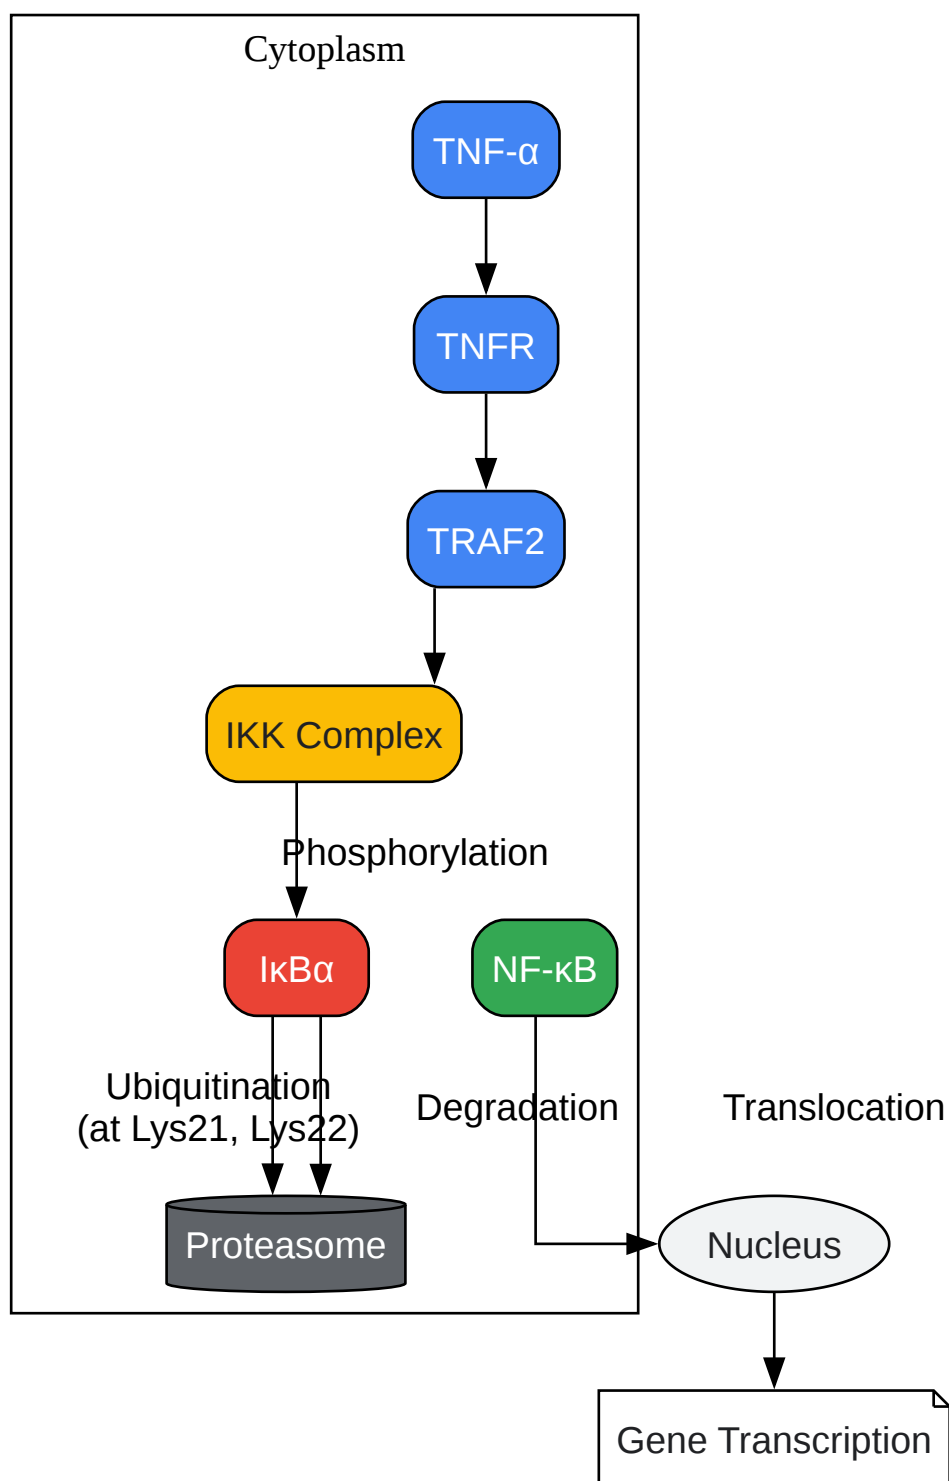 Cytoplasm
TNF-α
TNFR
TRAF2
IKK Complex
Phosphorylation
IκBα
NF-κB
Ubiquitination
(at Lys21, Lys22)
Degradation
Translocation
Proteasome
Nucleus
Gene Transcription